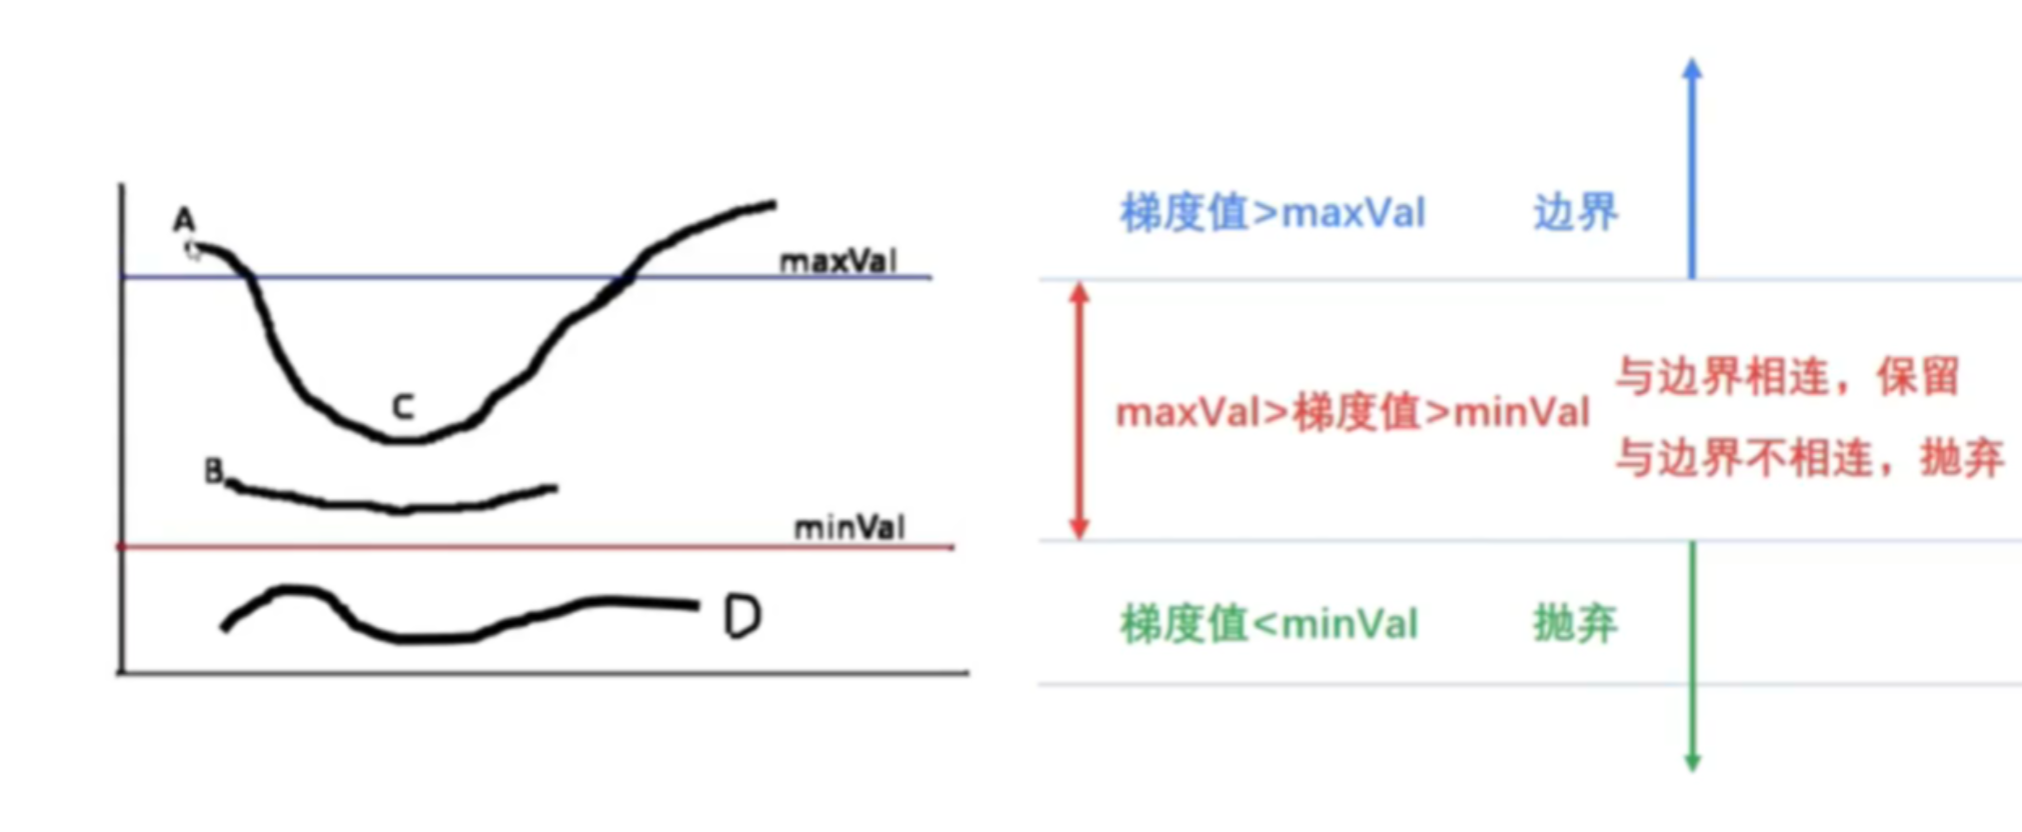 A
maxVal
C
B
minVal
D
梯度值>maxVal 边界
maxVal>梯度值>minVal
与边界相连，保留
与边界不相连，抛弃
梯度值<minVal 抛弃